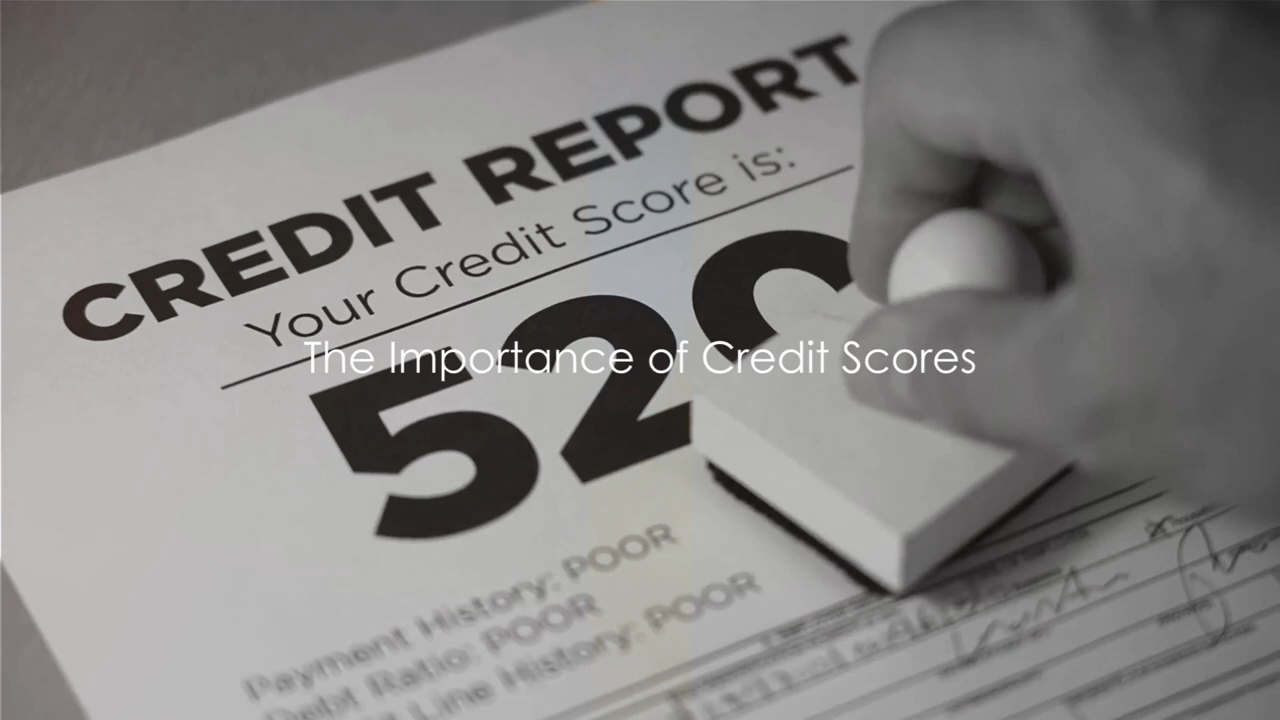 CREDIT REPORT
Your Credit Score is:
The Importance of Credit Scores
52
Payment History: POOR
Debt Ratio: POOR
Line History: POOR